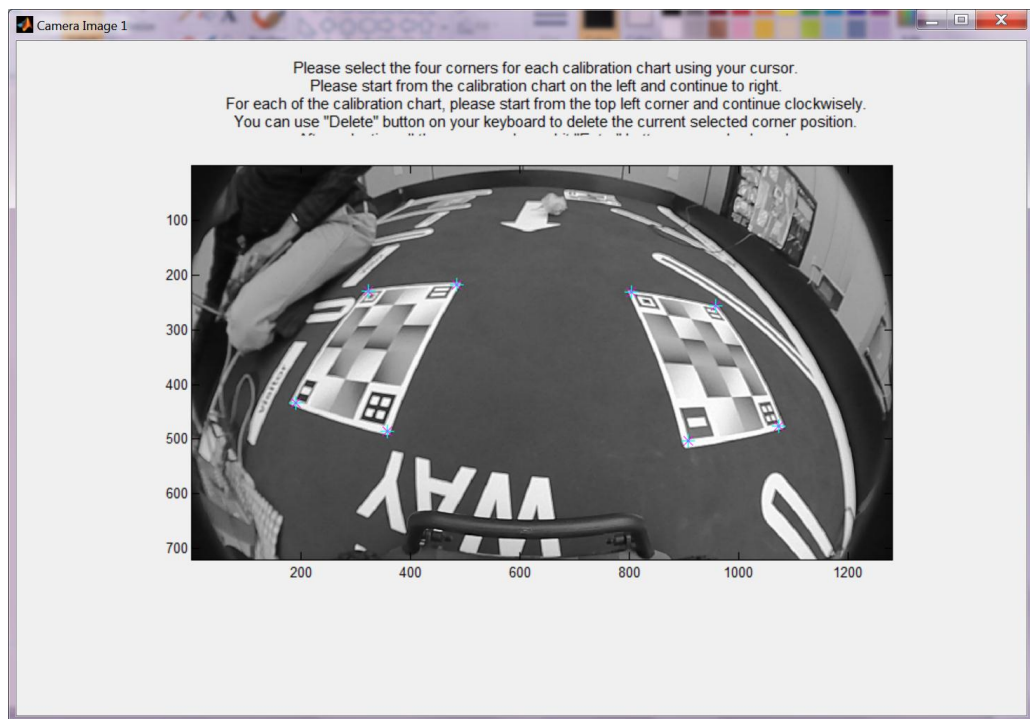 Camera Image 1
Please select the four corners for each calibration chart using your cursor.
Please start from the calibration chart on the left and continue to right.
For each of the calibration chart, please start from the top left corner and continue clockwisely.
You can use "Delete" button on your keyboard to delete the current selected corner position.
100
200
300
400
500
600
700
Visitor
WAY
200
400
600
800
1000
1200